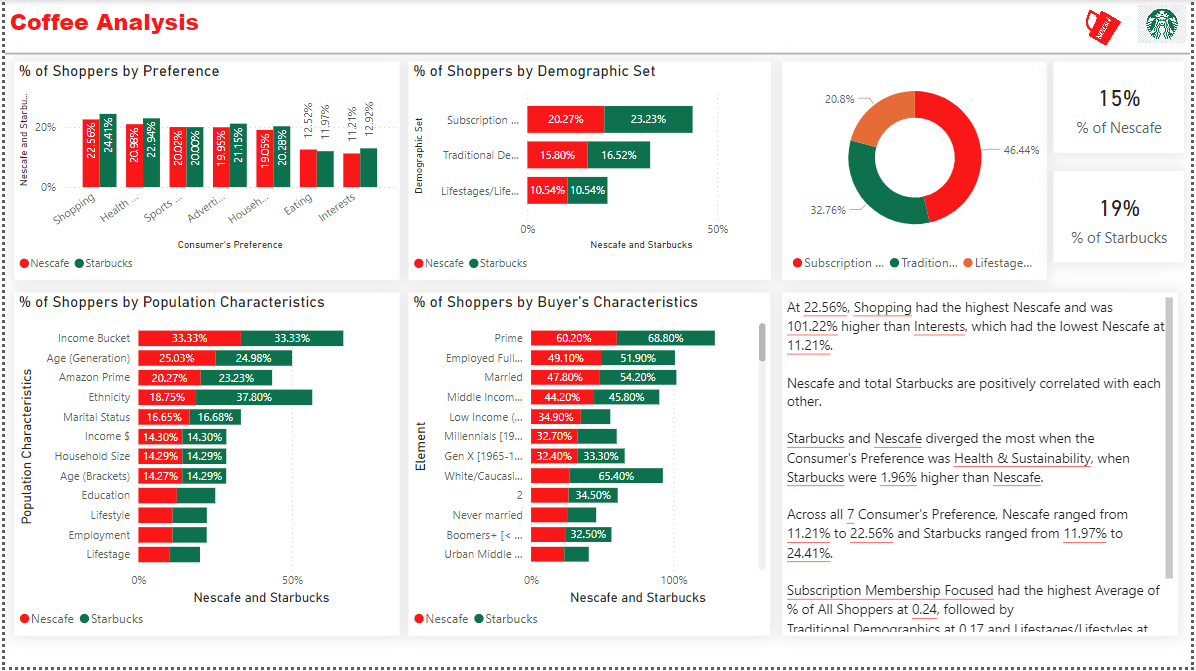 Coffee Analysis
% of Shoppers by Preference
Nescafe and Starbu...
20%
0%
22.56%
24.41%
20.98%
22.94%
20.02%
20.00%
19.95%
21.15%
19.05%
20.28%
12.52%
11.97%
11.21%
12.92%
Shopping
Health ...
Sports ...
Adverti...
Househ...
Eating
Interests
Consumer's Preference
Nescafe Starbucks
% of Shoppers by Demographic Set
Demographic Set
Subscription ... 20.27% 23.23%
Traditional De... 15.80% 16.52%
Lifestages/Life... 10.54% 10.54%
0% 50%
Nescafe and Starbucks
Nescafe Starbucks
20.8%
46.44%
32.76%
Subscription ... Tradition... Lifestage...
15%
% of Nescafe
19%
% of Starbucks
% of Shoppers by Population Characteristics
Population Characteristics
Income Bucket 33.33% 33.33%
Age (Generation) 25.03% 24.98%
Amazon Prime 20.27% 23.23%
Ethnicity 18.75% 37.80%
Marital Status 16.65% 16.68%
Income $ 14.30% 14.30%
Household Size 14.29% 14.29%
Age (Brackets) 14.27% 14.29%
Education
Lifestyle
Employment
Lifestage
0% 50%
Nescafe and Starbucks
Nescafe Starbucks
% of Shoppers by Buyer's Characteristics
Element
Prime 60.20% 68.80%
Employed Full... 49.10% 51.90%
Married 47.80% 54.20%
Middle Incom... 44.20% 45.80%
Low Income (... 34.90%
Millennials [19... 32.70%
Gen X [1965-1... 32.40% 33.30%
White/Caucasi... 65.40%
2 34.50%
Never married
Boomers+ [< ... 32.50%
Urban Middle ...
0% 100%
Nescafe and Starbucks
Nescafe Starbucks
At 22.56%, Shopping had the highest Nescafe and was
101.22% higher than Interests, which had the lowest Nescafe at
11.21%.
Nescafe and total Starbucks are positively correlated with each
other.
Starbucks and Nescafe diverged the most when the
Consumer's Preference was Health & Sustainability, when
Starbucks were 1.96% higher than Nescafe.
Across all 7 Consumer's Preference, Nescafe ranged from
11.21% to 22.56% and Starbucks ranged from 11.97% to
24.41%.
Subscription Membership Focused had the highest Average of
% of All Shoppers at 0.24, followed by
Traditional Demographics at 0.17 and Lifestages/Lifestyles at